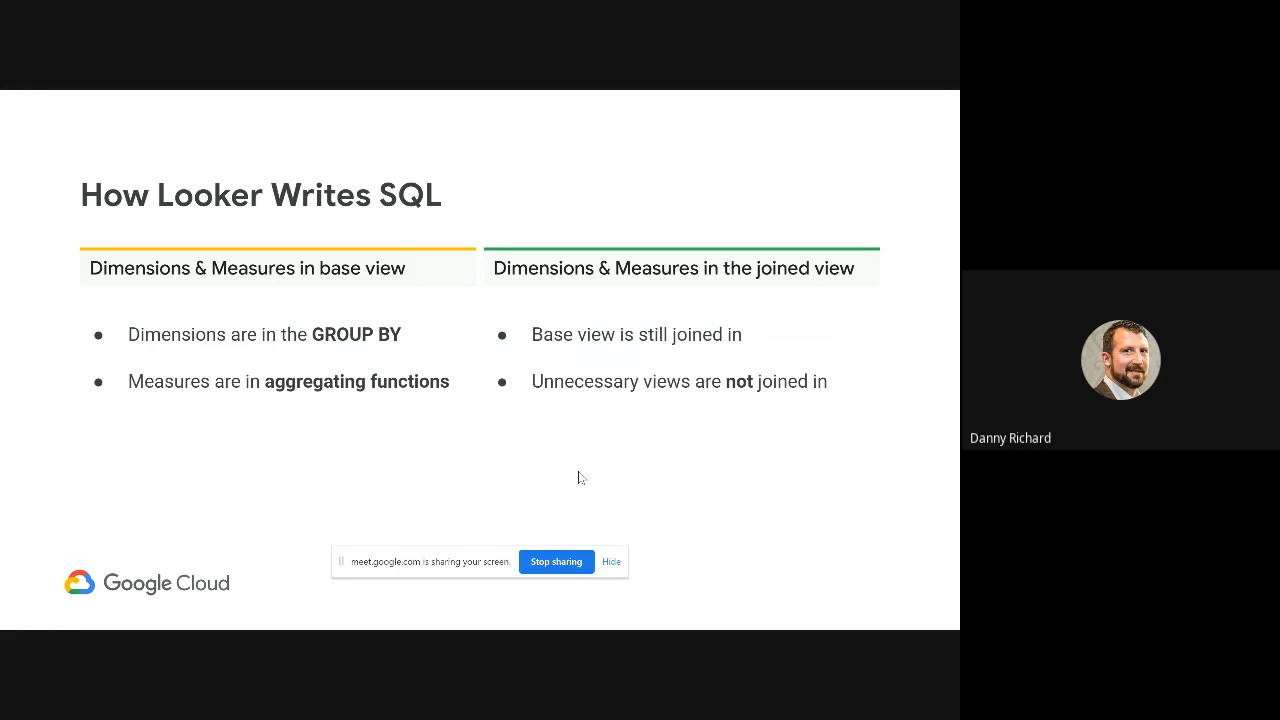 How Looker Writes SQL
Dimensions & Measures in base view
● Dimensions are in the GROUP BY
● Measures are in aggregating functions
Dimensions & Measures in the joined view
● Base view is still joined in
● Unnecessary views are not joined in
meet.google.com is sharing your screen. Stop sharing Hide
Google Cloud
Danny Richard